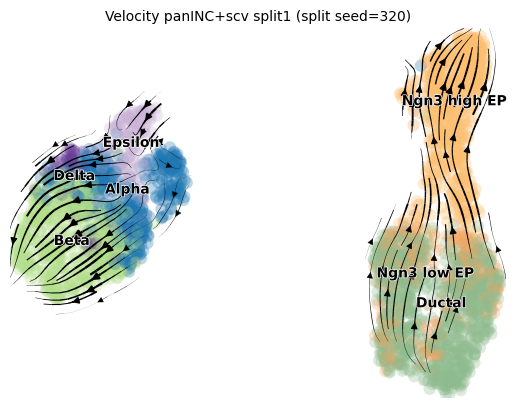 Velocity panINC+scv split1 (split seed=320)
Ngn3 high EP
Epsilon
Delta
Alpha
Beta
Ngn3 low EP
Ductal